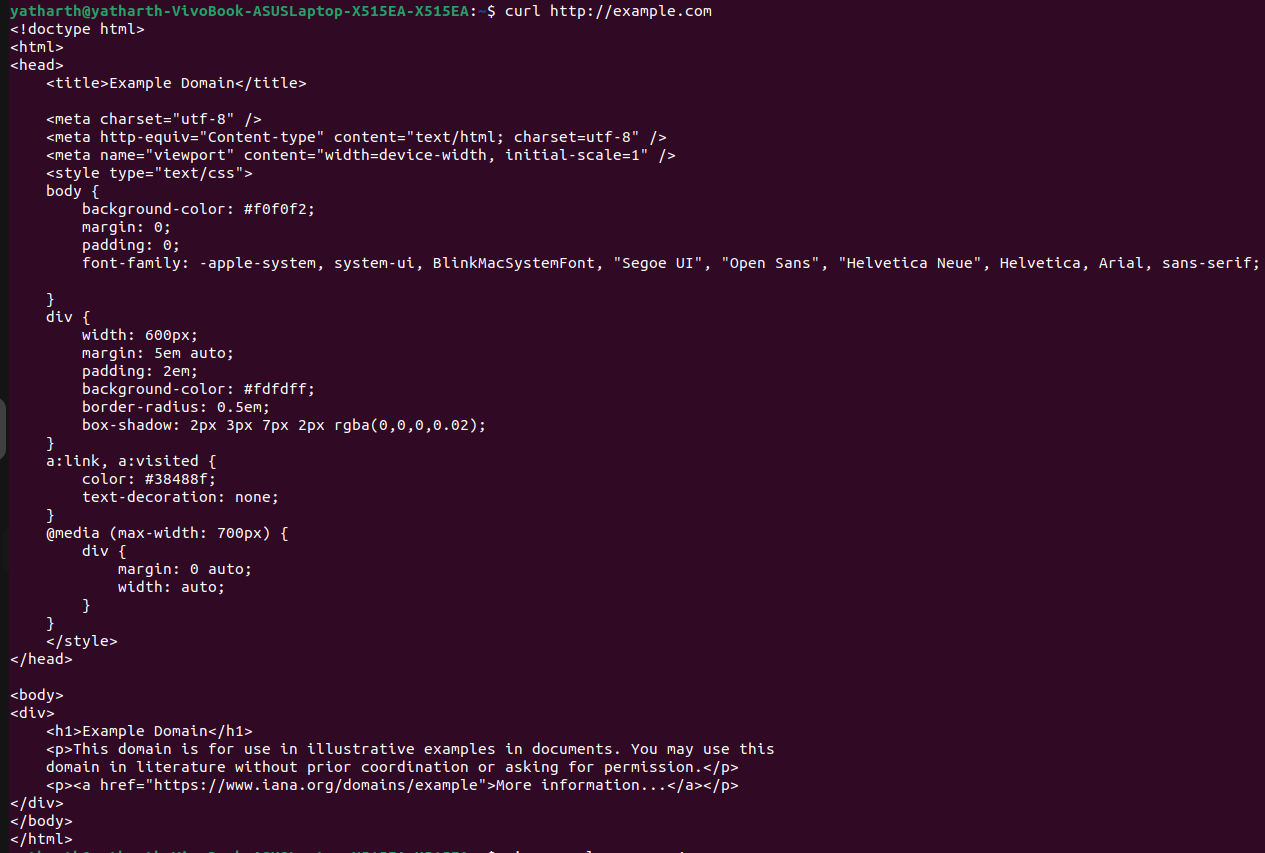 yatharth@yatharth-VivoBook-ASUSLaptop-X515EA-X515EA:~$ curl http://example.com
<!doctype html>
<html>
<head>
    <title>Example Domain</title>

    <meta charset="utf-8" />
    <meta http-equiv="Content-type" content="text/html; charset=utf-8" />
    <meta name="viewport" content="width=device-width, initial-scale=1" />
    <style type="text/css">
    body {
        background-color: #f0f0f2;
        margin: 0;
        padding: 0;
        font-family: -apple-system, system-ui, BlinkMacSystemFont, "Segoe UI", "Open Sans", "Helvetica Neue", Helvetica, Arial, sans-serif;

    }
    div {
        width: 600px;
        margin: 5em auto;
        padding: 2em;
        background-color: #fdfdff;
        border-radius: 0.5em;
        box-shadow: 2px 3px 7px 2px rgba(0,0,0,0.02);
    }
    a:link, a:visited {
        color: #38488f;
        text-decoration: none;
    }
    @media (max-width: 700px) {
        div {
            margin: 0 auto;
            width: auto;
        }
    }
    </style>
</head>

<body>
<div>
    <h1>Example Domain</h1>
    <p>This domain is for use in illustrative examples in documents. You may use this
    domain in literature without prior coordination or asking for permission.</p>
    <p><a href="https://www.iana.org/domains/example">More information...</a></p>
</div>
</body>
</html>